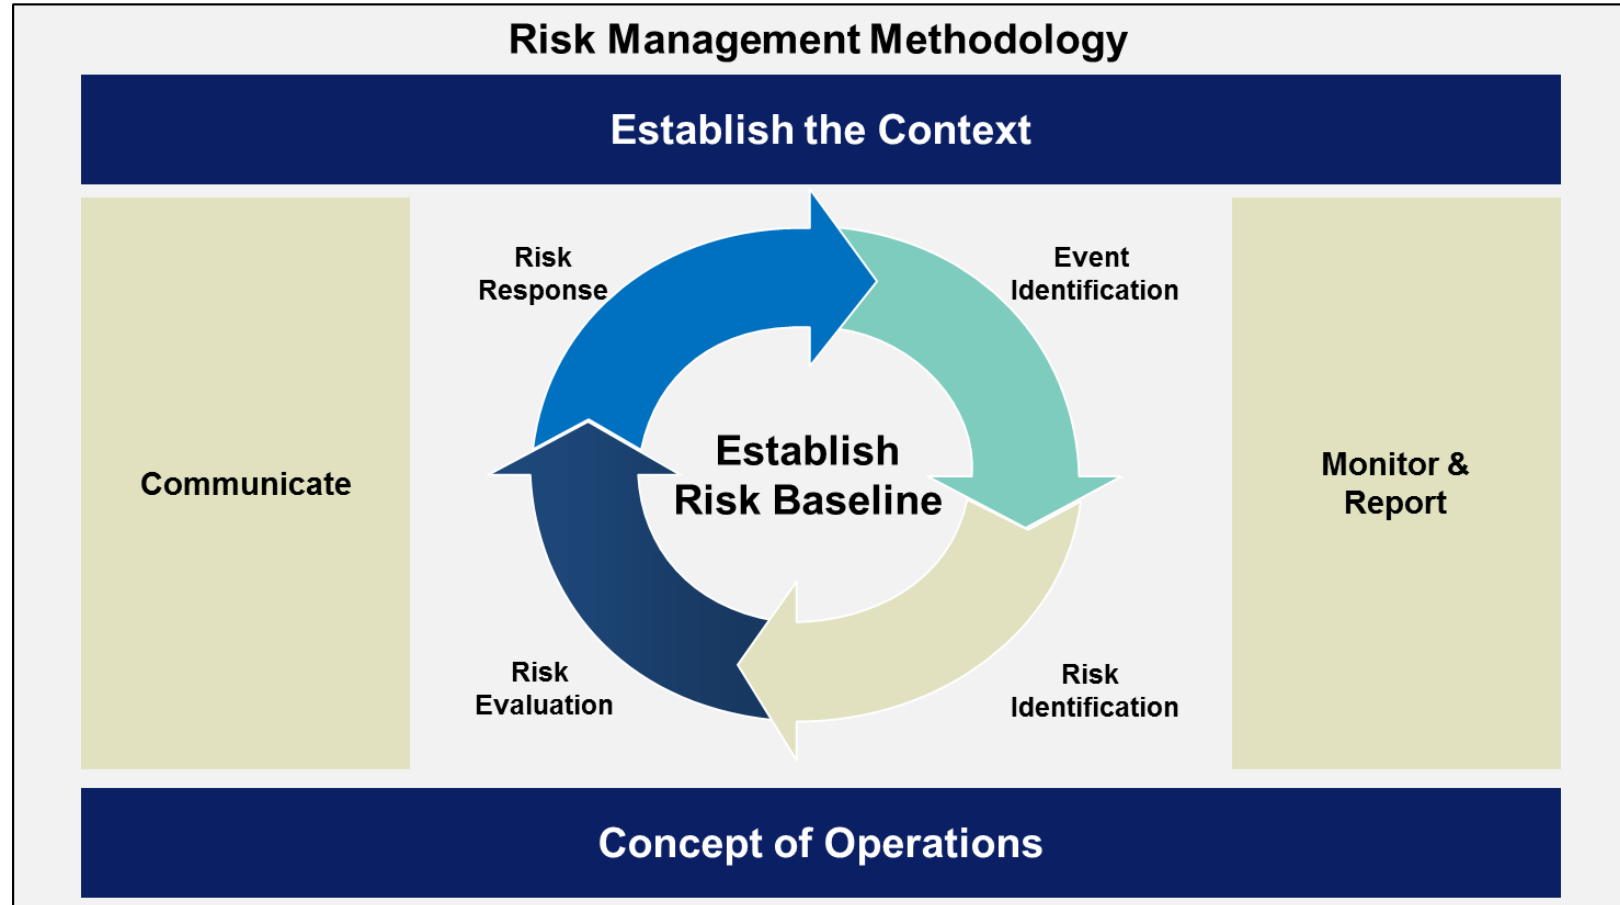 Risk Management Methodology
Establish the Context
Risk
Response
Event
Identification
Communicate
Establish
Risk Baseline
Monitor &
Report
Risk
Evaluation
Risk
Identification
Concept of Operations